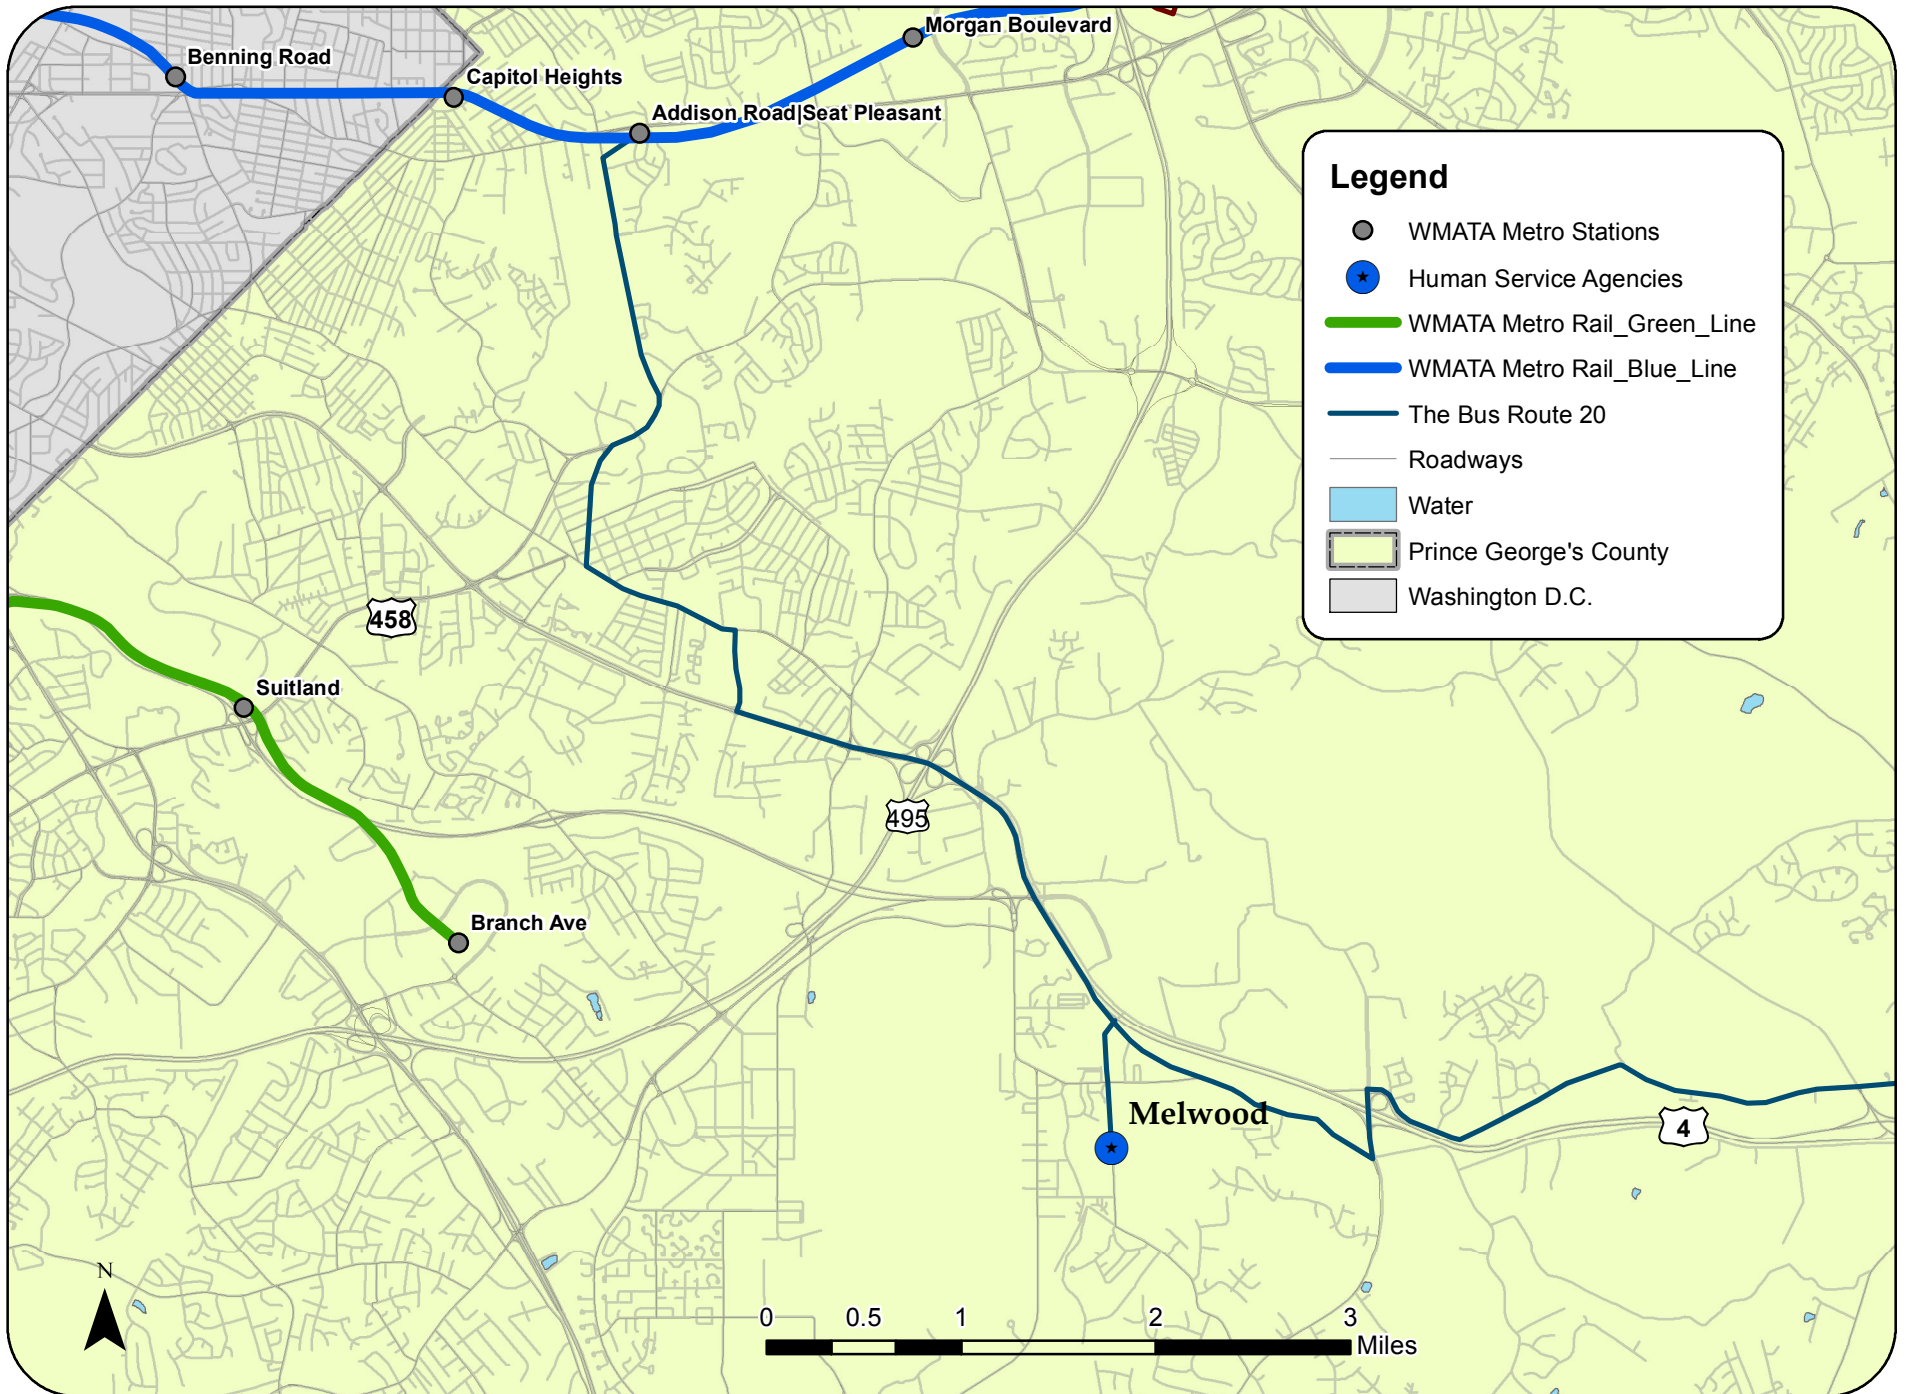 Morgan Boulevard
Benning Road
Capitol Heights
Addison Road|Seat Pleasant
Legend
WMATA Metro Stations
Human Service Agencies
WMATA Metro Rail_Green_Line
WMATA Metro Rail_Blue_Line
The Bus Route 20
Roadways
Water
Prince George's County
Washington D.C.
458
Suitland
495
Branch Ave
Melwood
4
N
0 0.5 1 2 3
Miles